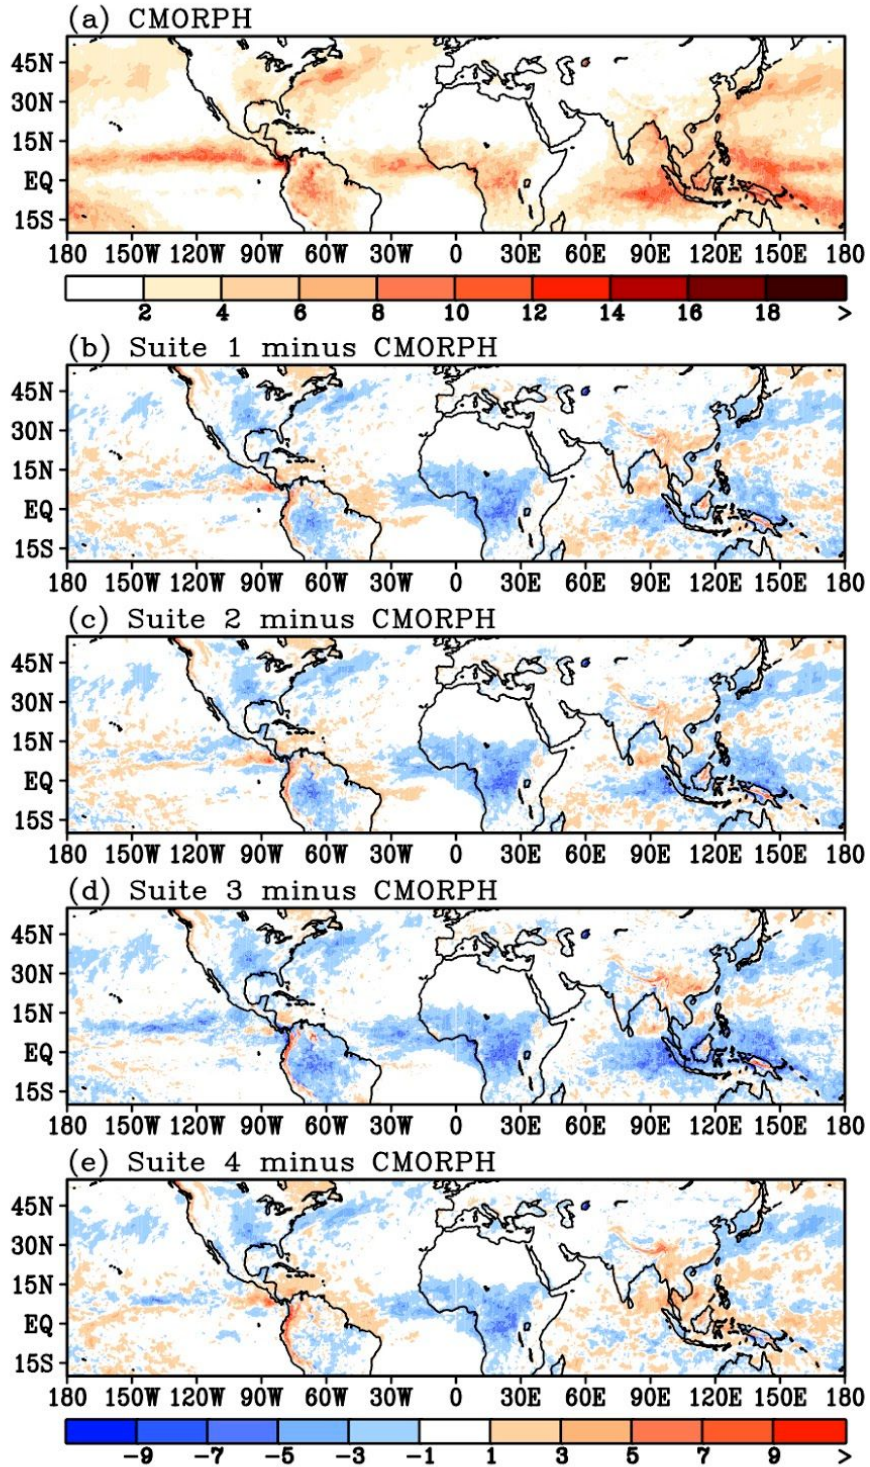 (a) CMORPH
45N
30N
15N
EQ
15S
180 150W 120W 90W 60W 30W 0 30E 60E 90E 120E 150E 180
2 4 6 8 10 12 14 16 18 >
(b) Suite 1 minus CMORPH
45N
30N
15N
EQ
15S
180 150W 120W 90W 60W 30W 0 30E 60E 90E 120E 150E 180
(c) Suite 2 minus CMORPH
45N
30N
15N
EQ
15S
180 150W 120W 90W 60W 30W 0 30E 60E 90E 120E 150E 180
(d) Suite 3 minus CMORPH
45N
30N
15N
EQ
15S
180 150W 120W 90W 60W 30W 0 30E 60E 90E 120E 150E 180
(e) Suite 4 minus CMORPH
45N
30N
15N
EQ
15S
180 150W 120W 90W 60W 30W 0 30E 60E 90E 120E 150E 180
-9 -7 -5 -3 -1 1 3 5 7 9 >